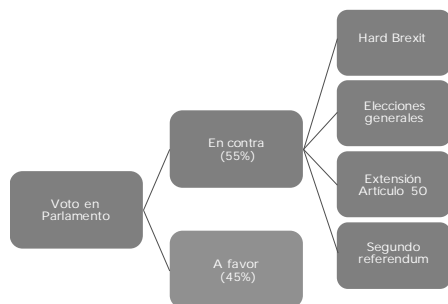 Voto en
Parlamento
En contra
(55%)
A favor
(45%)
Hard Brexit
Elecciones
generales
Extensión
Artículo 50
Segundo
referendum